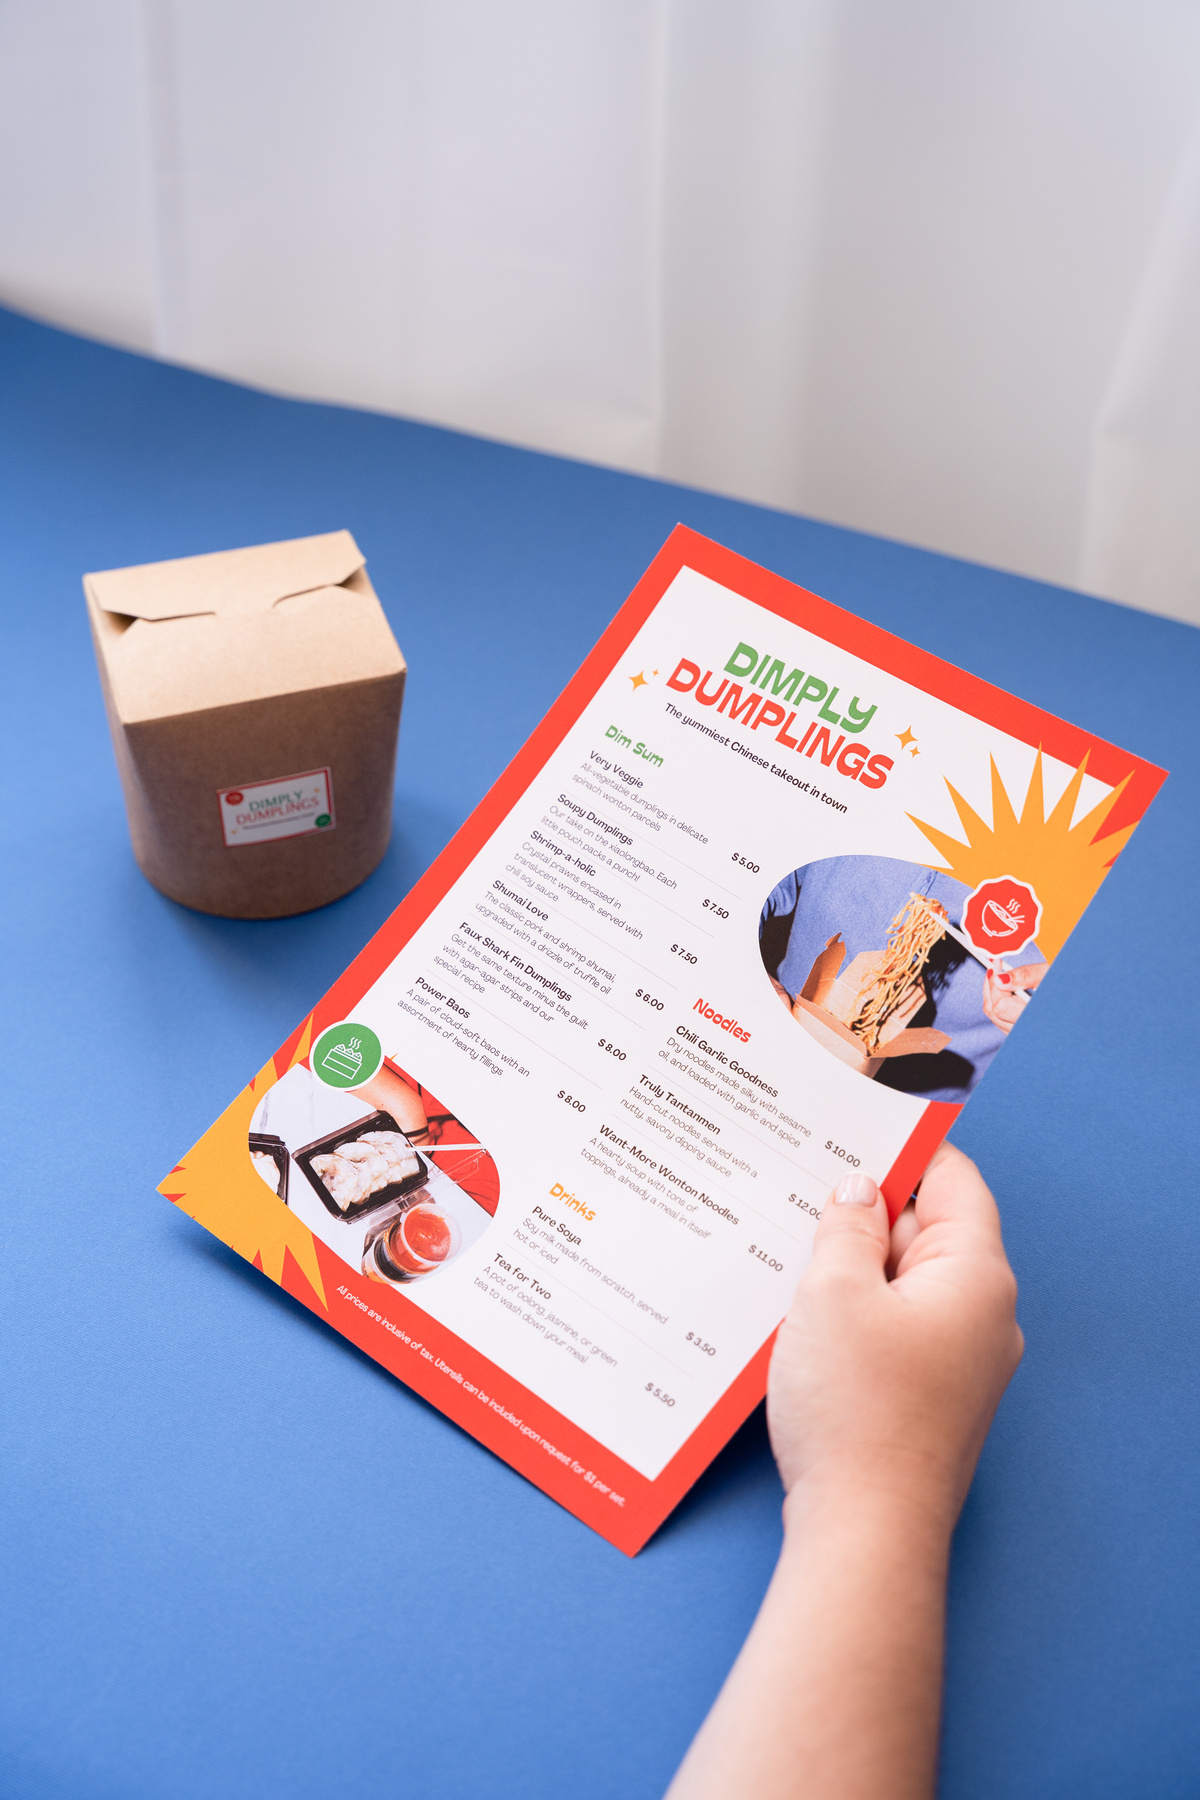 DIMPLY
DUMPLINGS
The yummiest Chinese takeout in town
Dim Sum
Very Veggie
All-vegetable dumplings in delicate
spinach wonton parcels
$5.00
Soupy Dumplings
Our take on the xiaolongbao. Each
little pouch packs a punch!
$7.50
Shrimp-a-holic
Crystal prawns encased in
translucent wrappers, served with
chili soy sauce
$7.50
Shumai Love
The classic pork and shrimp shumai,
upgraded with a drizzle of truffle oil
$6.00
Faux Shark Fin Dumplings
Get the same texture minus the guilt
with agar-agar strips and our
special recipe
$8.00
Power Baos
A pair of cloud-soft baos with an
assortment of hearty fillings
$8.00
Noodles
Chili Garlic Goodness
Dry noodles made silky with sesame
oil, and loaded with garlic and spice
$10.00
Truly Tantanmen
Hand-cut noodles served with a
nutty, savory dipping sauce
$12.00
Want-More Wonton Noodles
A hearty soup with tons of
toppings, already a meal in itself
$11.00
Drinks
Pure Soya
Soy milk made from scratch, served
hot or iced
$3.50
Tea for Two
A pot of oolong, jasmine, or green
tea to wash down your meal
$5.50
All prices are inclusive of tax. Utensils can be included upon request for $1 per set.
DIMPLY
DUMPLINGS